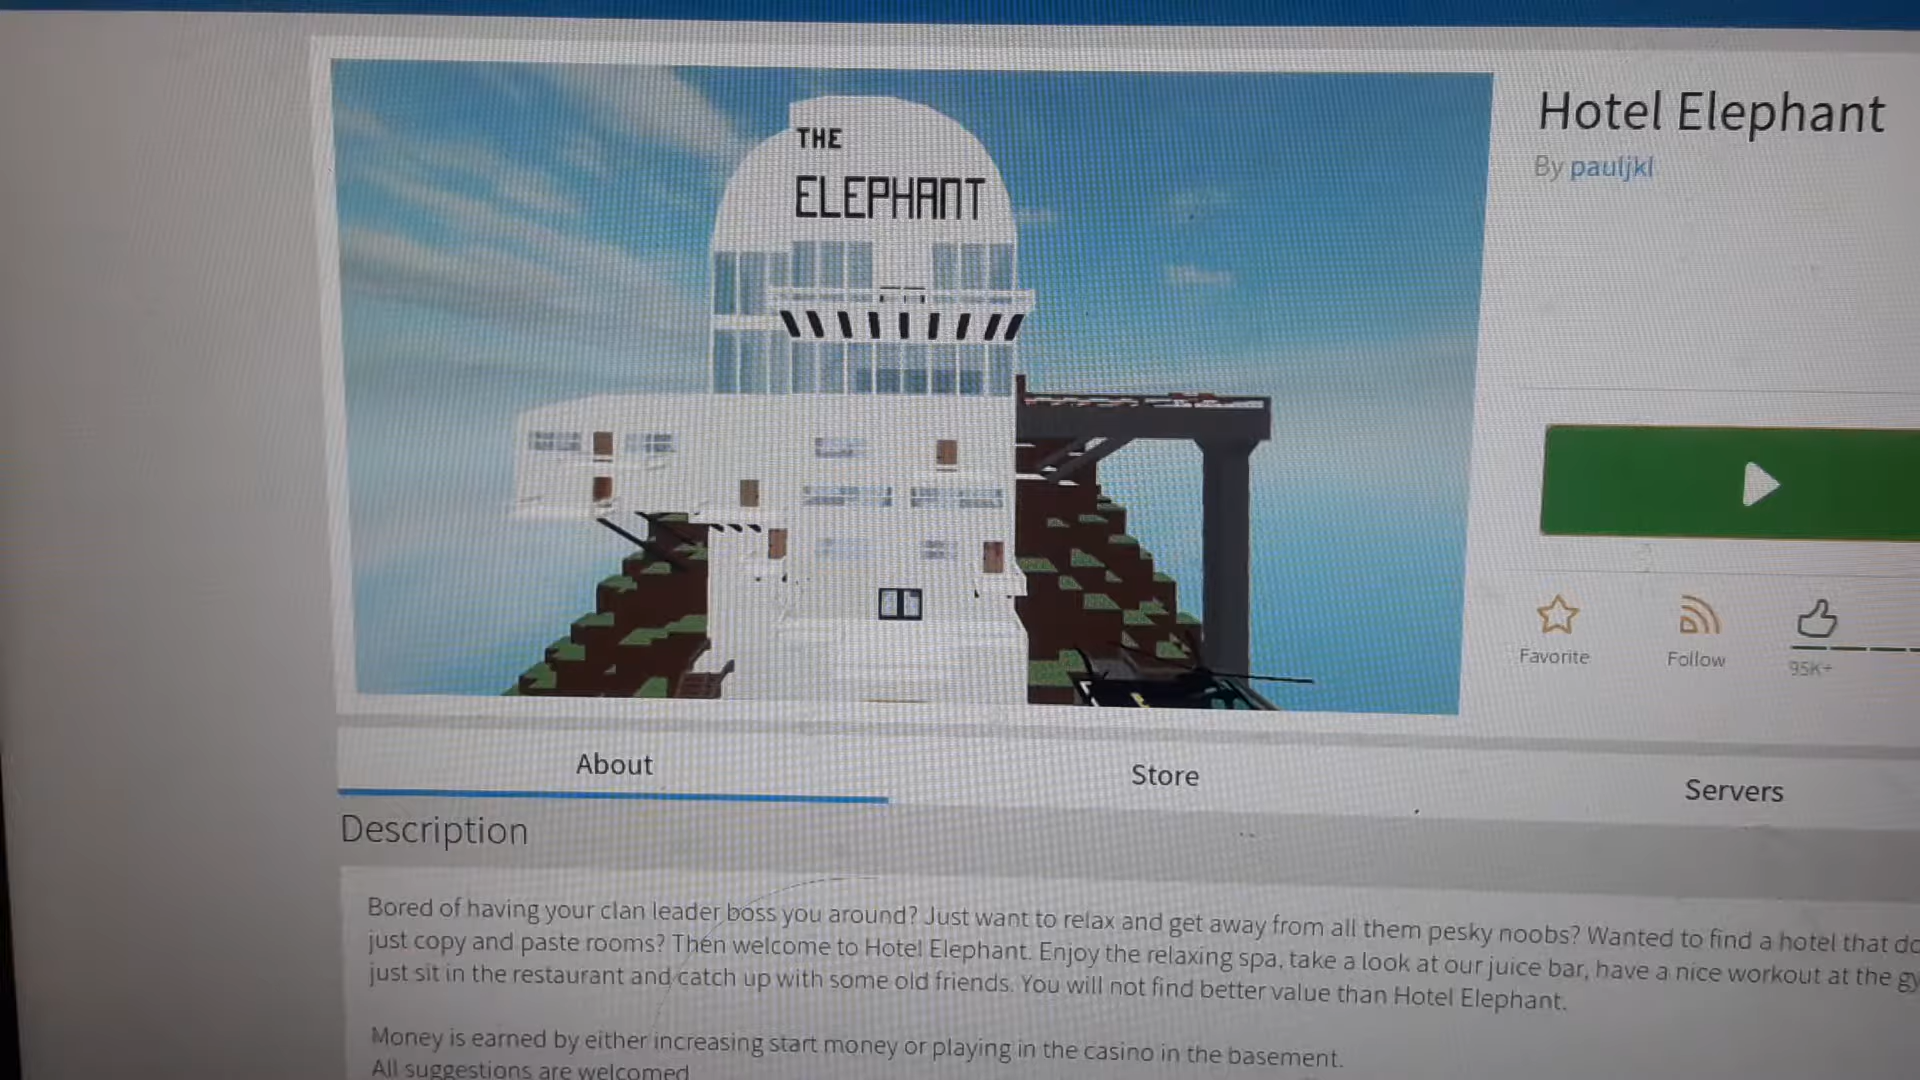 THE
ELEPHANT
Hotel Elephant
By pauljkl
Favorite
Follow
95K+
About
Store
Servers
Description
Bored of having your clan leader boss you around? Just want to relax and get away from all them pesky noobs? Wanted to find a hotel that
just copy and paste rooms? Then welcome to Hotel Elephant. Enjoy the relaxing spa, take a look at our juice bar, have a nice workout at the
just sit in the restaurant and catch up with some old friends. You will not find better value than Hotel Elephant.
Money is earned by either increasing start money or playing in the casino in the basement.
All suggestions are welcomed